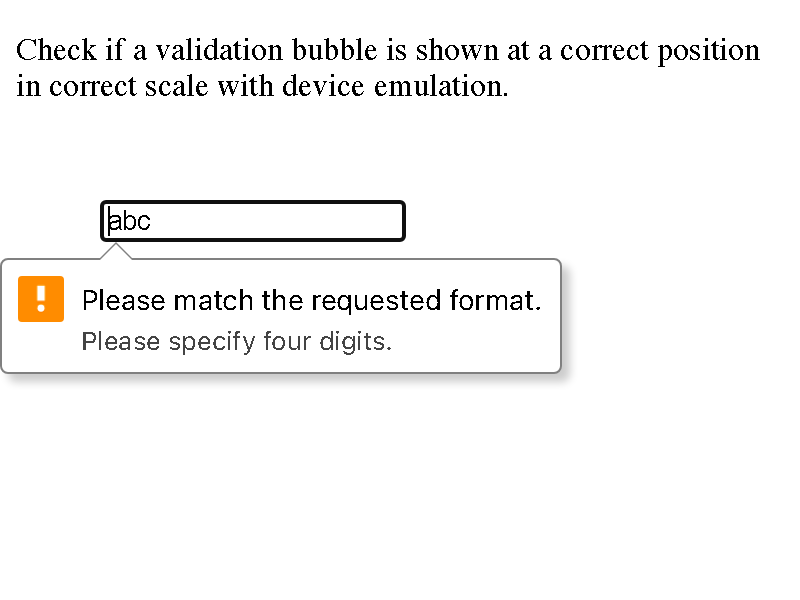 Check if a validation bubble is shown at a correct position
in correct scale with device emulation.
abc
Please match the requested format.
Please specify four digits.